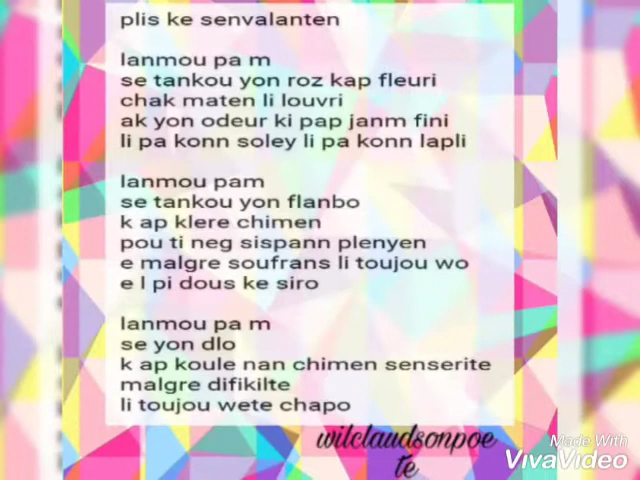 plis ke senvalanten
lanmou pa m
se tankou yon roz kap fleuri
chak maten li louvri
ak yon odeur ki pap janm fini
li pa konn soley li pa konn lapli
lanmou pam
se tankou yon flanbo
k ap klere chimen
pou ti neg sispann plenyen
e malgre soufrans li toujou wo
e l pi dous ke siro
lanmou pa m
se yon dlo
k ap koule nan chimen senserite
malgre difikilte
li toujou wete chapo
wilclaudsonpoe
te
Made With
VivaVideo